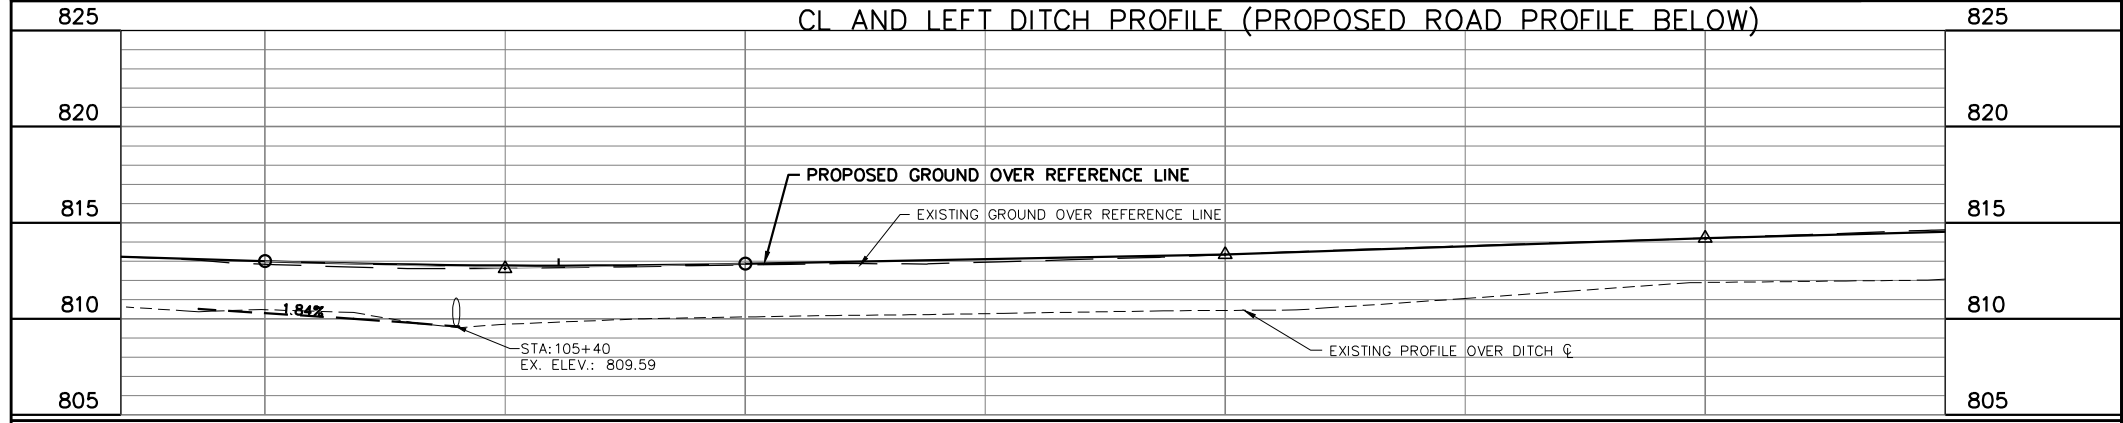 825 CL AND LEFT DITCH PROFILE (PROPOSED ROAD PROFILE BELOW) 825
820 820
PROPOSED GROUND OVER REFERENCE LINE
815 EXISTING GROUND OVER REFERENCE LINE 815
810 1.84% 810
STA:105+40 EXISTING PROFILE OVER DITCH ℄
EX. ELEV.: 809.59
805 805